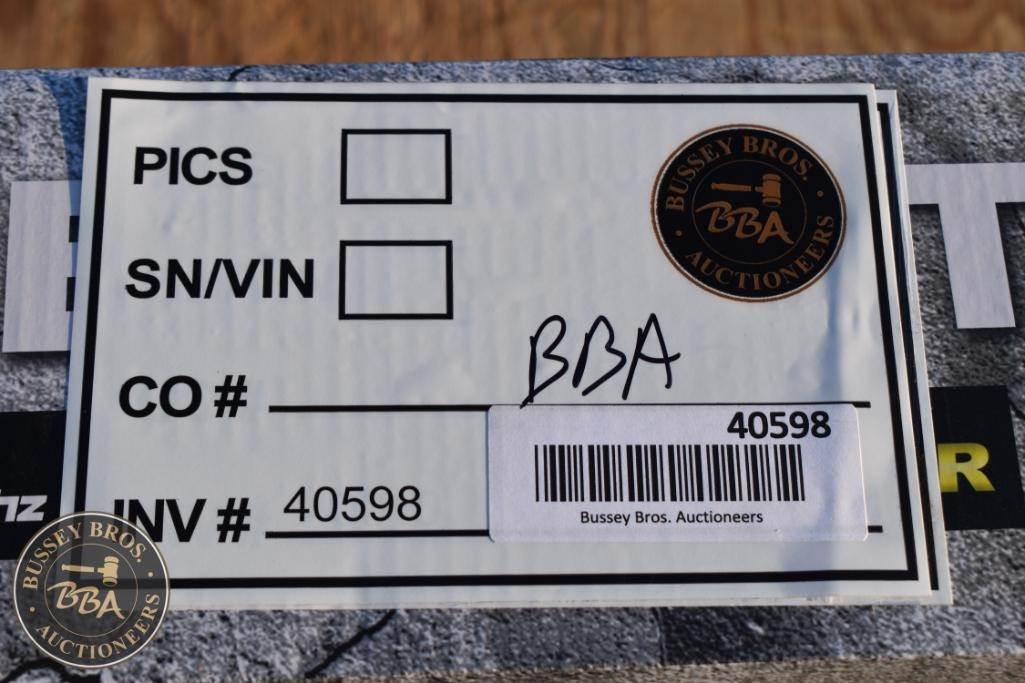 PICS
BUSSEY BROS.
BBA
AUCTIONEERS
SN/VIN
BBA
CO #
40598
INV # 40598
Bussey Bros. Auctioneers
R
hz
BUSSEY BROS.
BBA
AUCTIONEERS